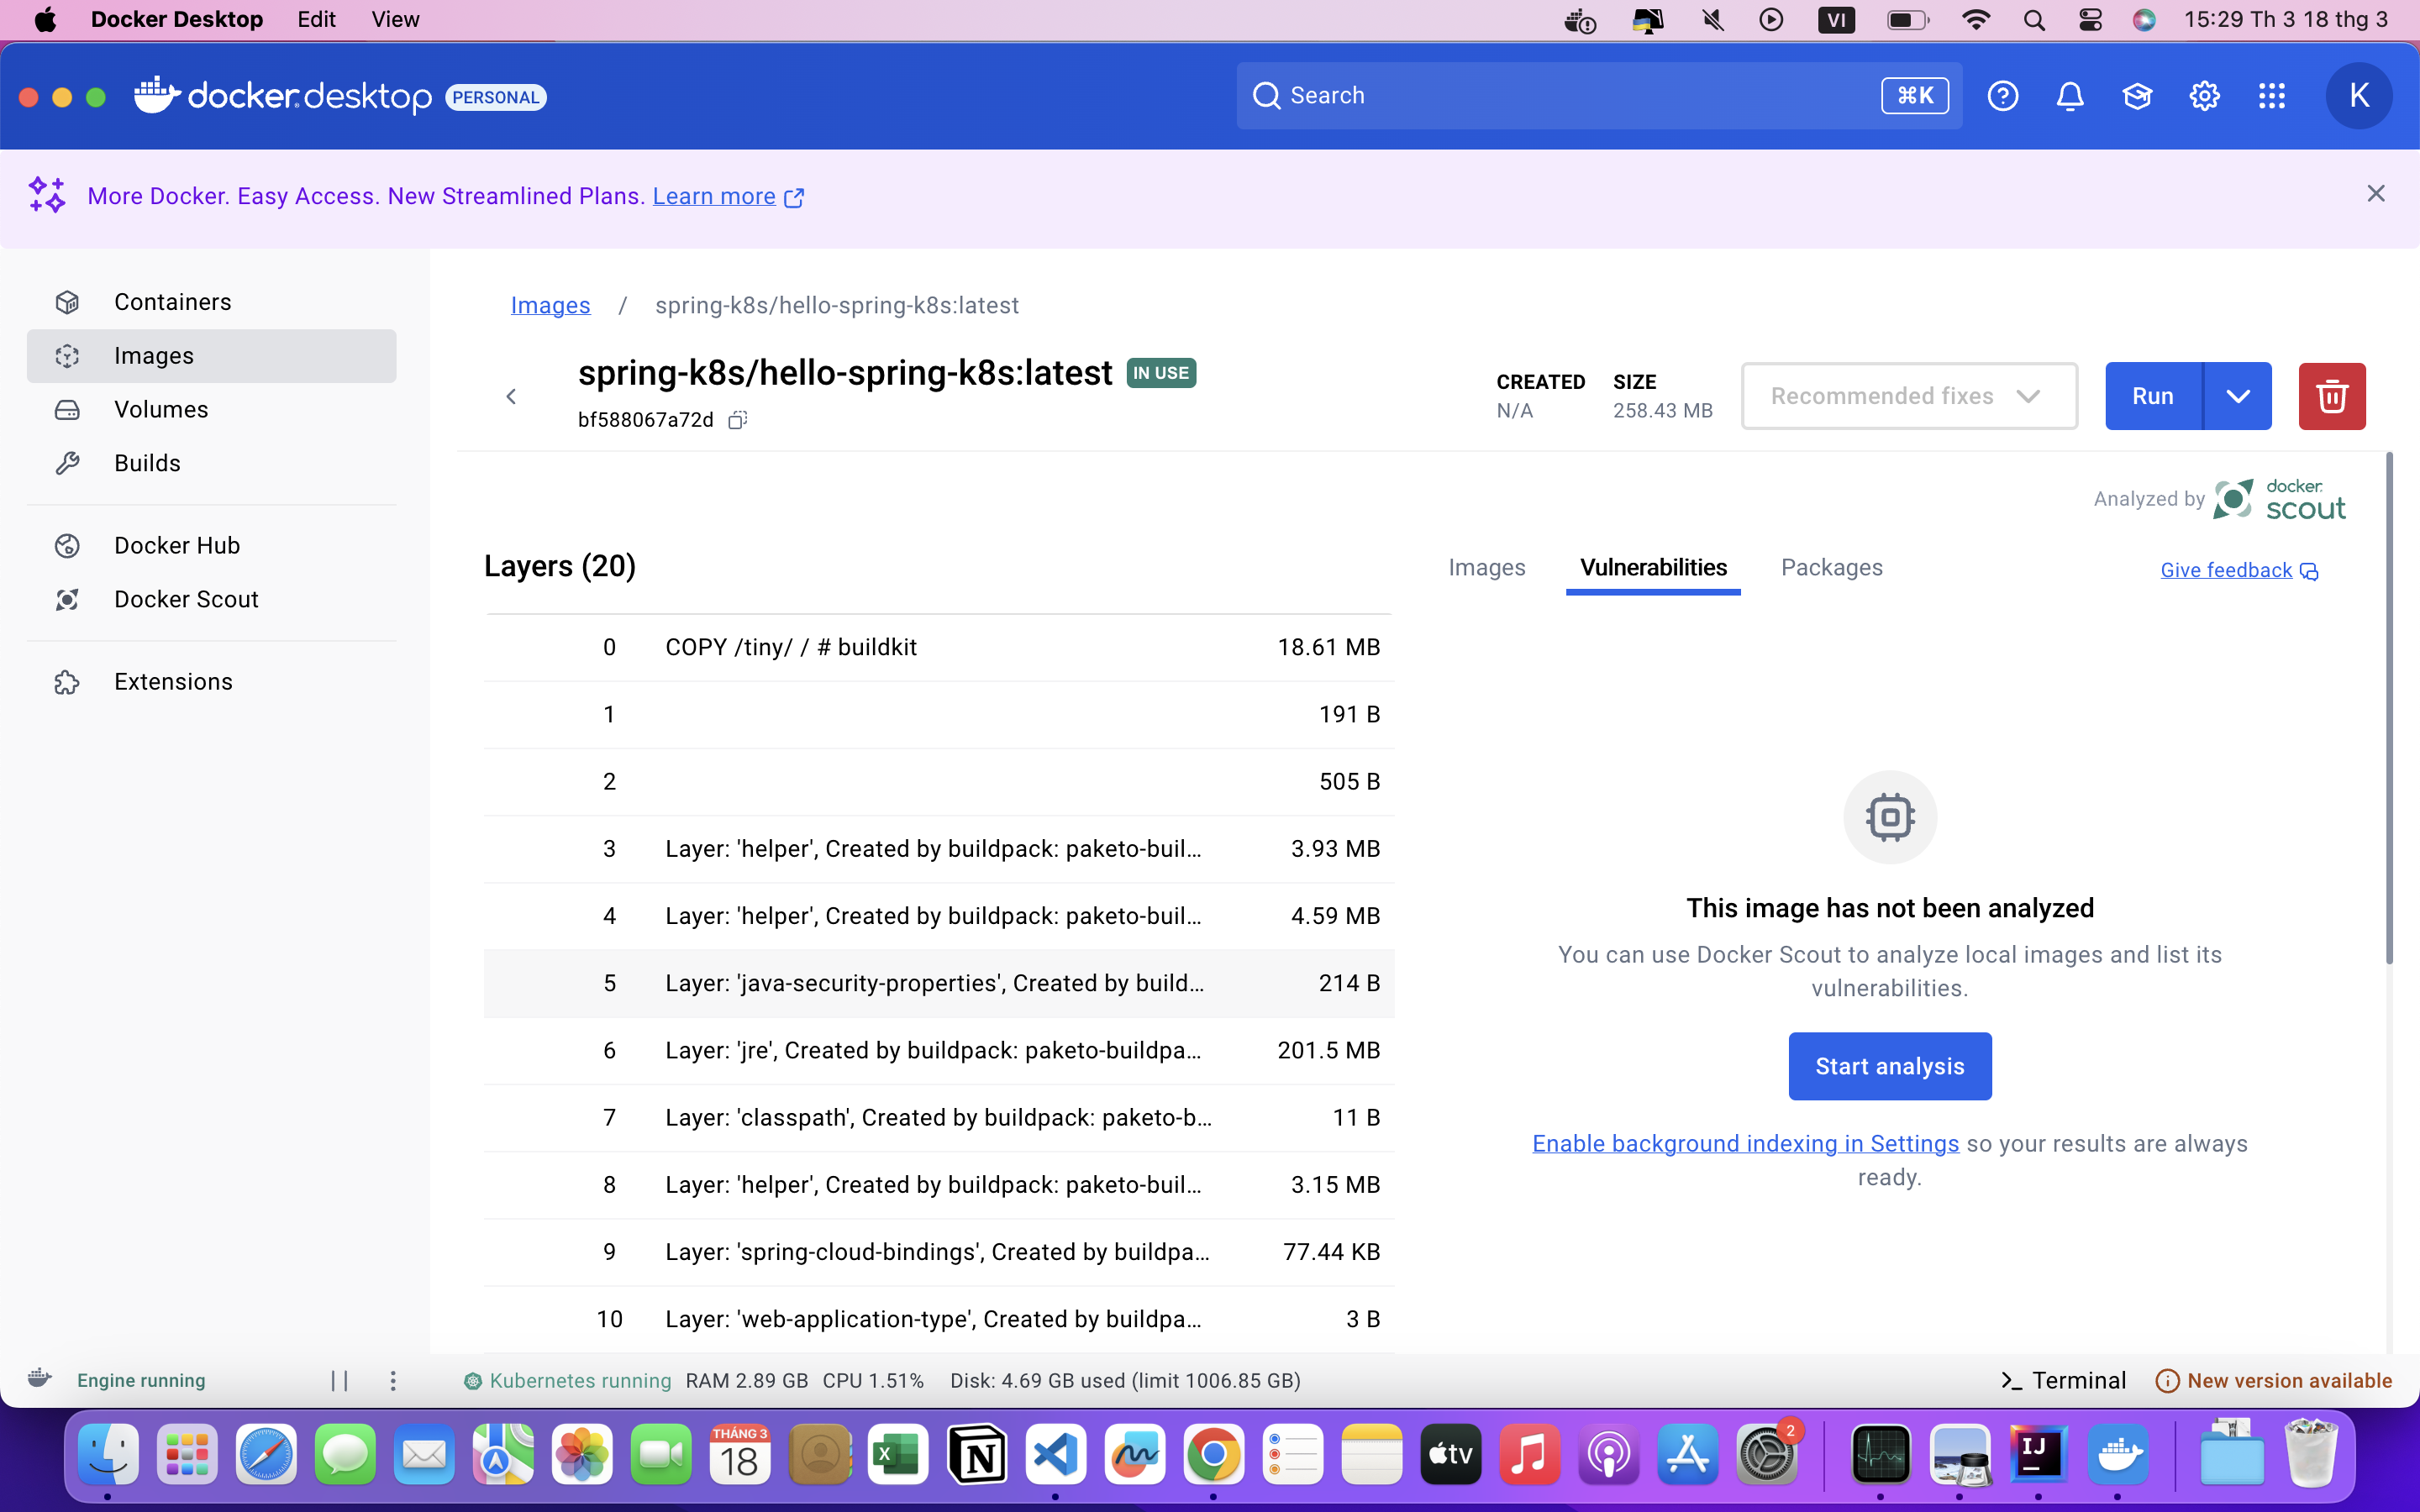 Docker Desktop Edit View VI 15:29 Th 3 18 thg 3
docker.desktop PERSONAL Search ⌘K K
More Docker. Easy Access. New Streamlined Plans. Learn more
Containers
Images
Volumes
Builds
Docker Hub
Docker Scout
Extensions
Images / spring-k8s/hello-spring-k8s:latest
spring-k8s/hello-spring-k8s:latest IN USE
bf588067a72d
CREATED
N/A
SIZE
258.43 MB
Recommended fixes
Run
Analyzed by docker scout
Layers (20)
0 COPY /tiny/ / # buildkit 18.61 MB
1 191 B
2 505 B
3 Layer: 'helper', Created by buildpack: paketo-buil... 3.93 MB
4 Layer: 'helper', Created by buildpack: paketo-buil... 4.59 MB
5 Layer: 'java-security-properties', Created by build... 214 B
6 Layer: 'jre', Created by buildpack: paketo-buildpa... 201.5 MB
7 Layer: 'classpath', Created by buildpack: paketo-b... 11 B
8 Layer: 'helper', Created by buildpack: paketo-buil... 3.15 MB
9 Layer: 'spring-cloud-bindings', Created by buildpa... 77.44 KB
10 Layer: 'web-application-type', Created by buildpa... 3 B
Images Vulnerabilities Packages Give feedback
This image has not been analyzed
You can use Docker Scout to analyze local images and list its
vulnerabilities.
Start analysis
Enable background indexing in Settings so your results are always
ready.
Engine running Kubernetes running RAM 2.89 GB CPU 1.51% Disk: 4.69 GB used (limit 1006.85 GB) >_ Terminal New version available
THÁNG 3
18
X
N
tv
2
IJ